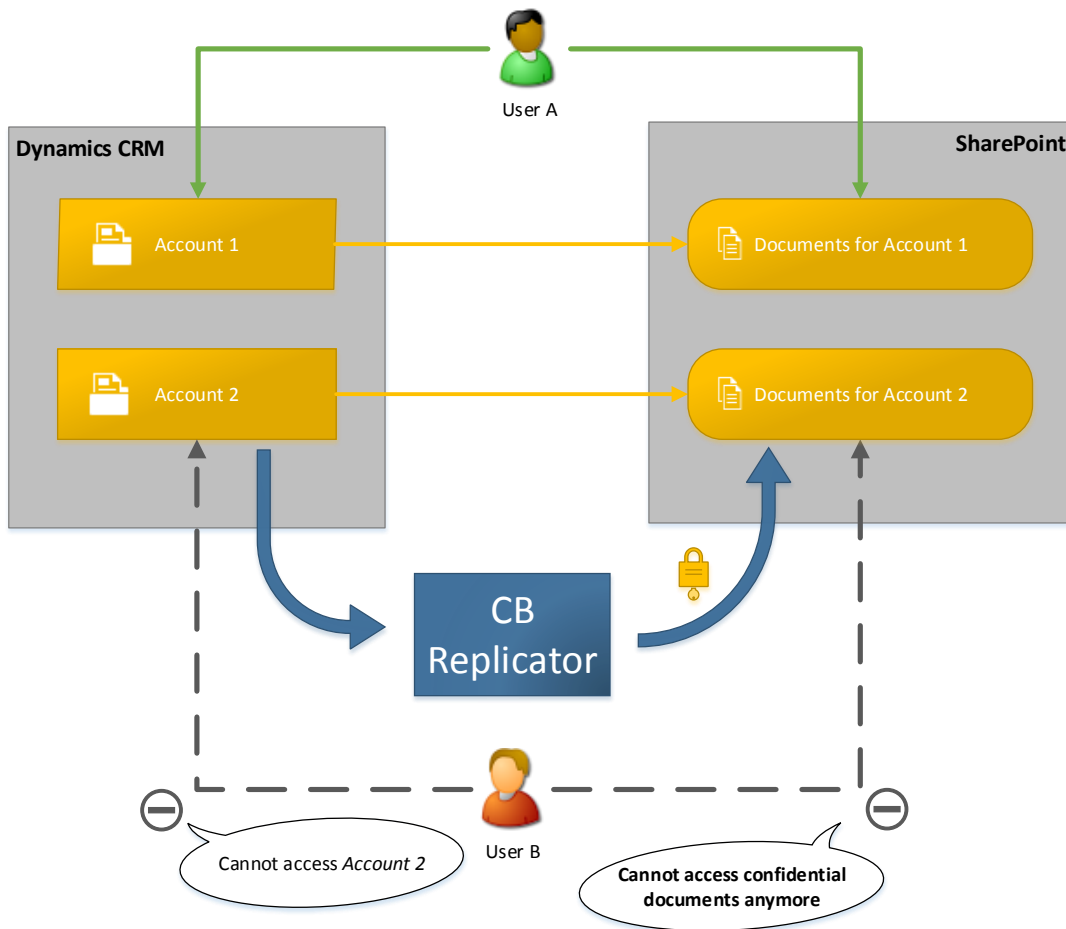 User A
Dynamics CRM
SharePoint
Account 1
Documents for Account 1
Account 2
Documents for Account 2
CB
Replicator
User B
Cannot access Account 2
Cannot access confidential
documents anymore